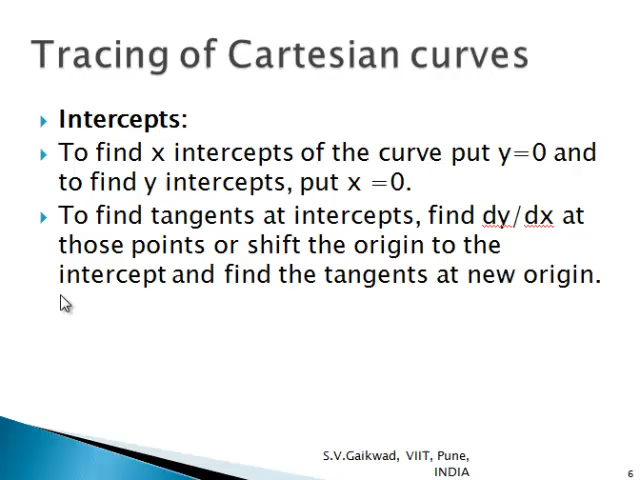 Tracing of Cartesian curves
Intercepts:
To find x intercepts of the curve put y=0 and
to find y intercepts, put x =0.
To find tangents at intercepts, find dy/dx at
those points or shift the origin to the
intercept and find the tangents at new origin.
S.V.Gaikwad, VIIT, Pune,
INDIA
6